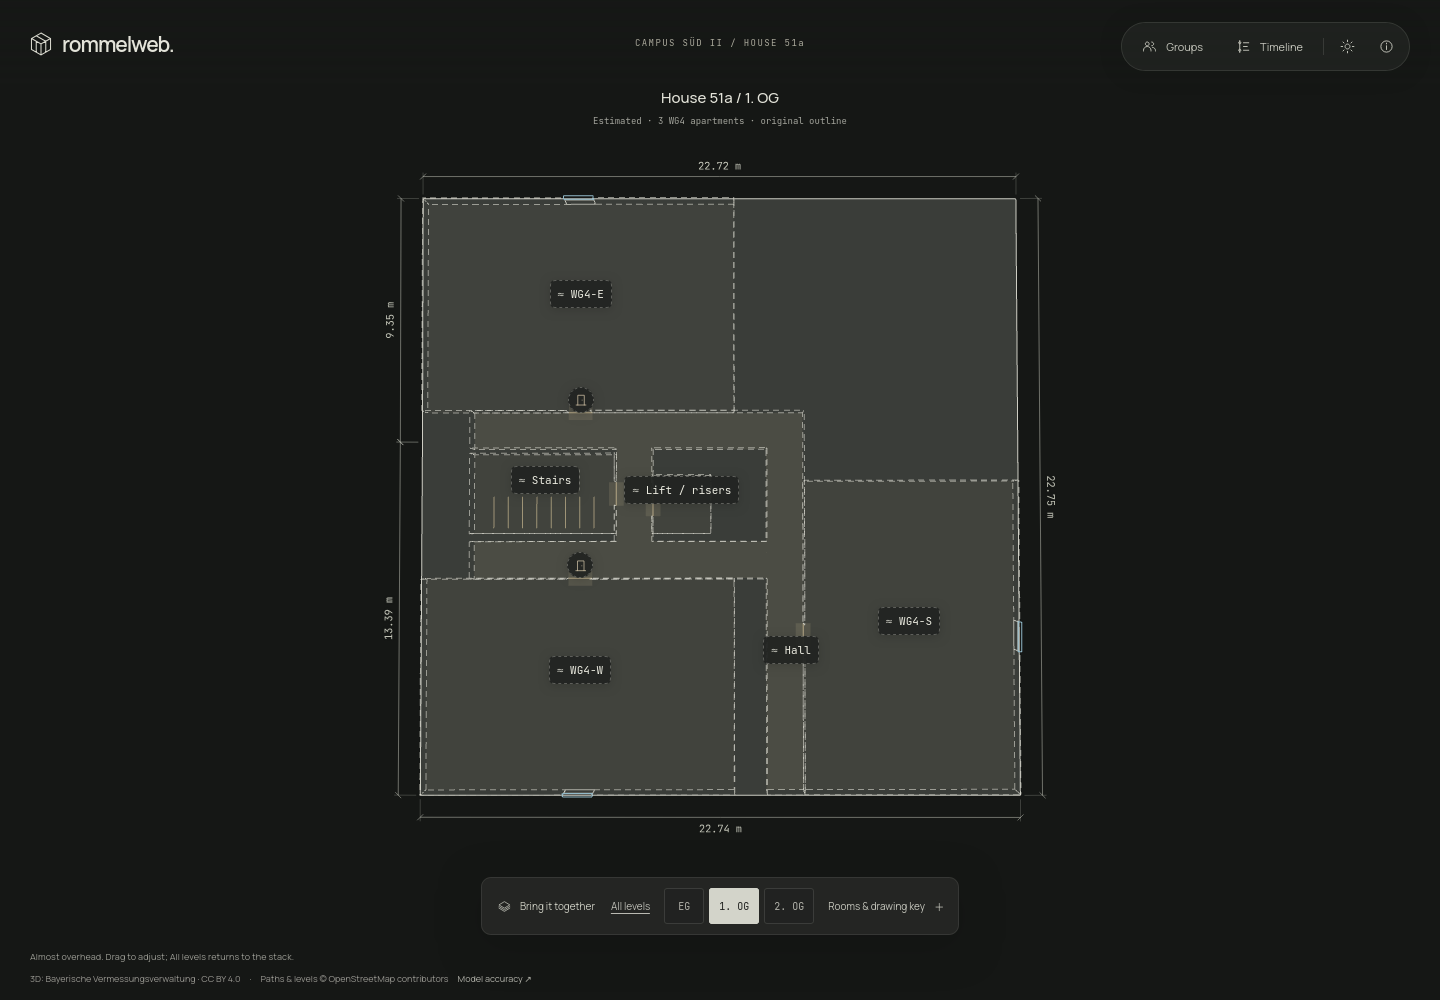 rommelweb.
CAMPUS SÜD II / HOUSE 51a
Groups
Timeline
House 51a / 1. OG
Estimated · 3 WG4 apartments · original outline
22.72 m
9.35 m
≈ WG4-E
≈ Stairs
≈ Lift / risers
22.75 m
13.39 m
≈ WG4-S
≈ Hall
≈ WG4-W
22.74 m
Bring it together
All levels
EG
1. OG
2. OG
Rooms & drawing key +
Almost overhead. Drag to adjust; All levels returns to the stack.
3D: Bayerische Vermessungsverwaltung · CC BY 4.0 · Paths & levels © OpenStreetMap contributors Model accuracy ↗